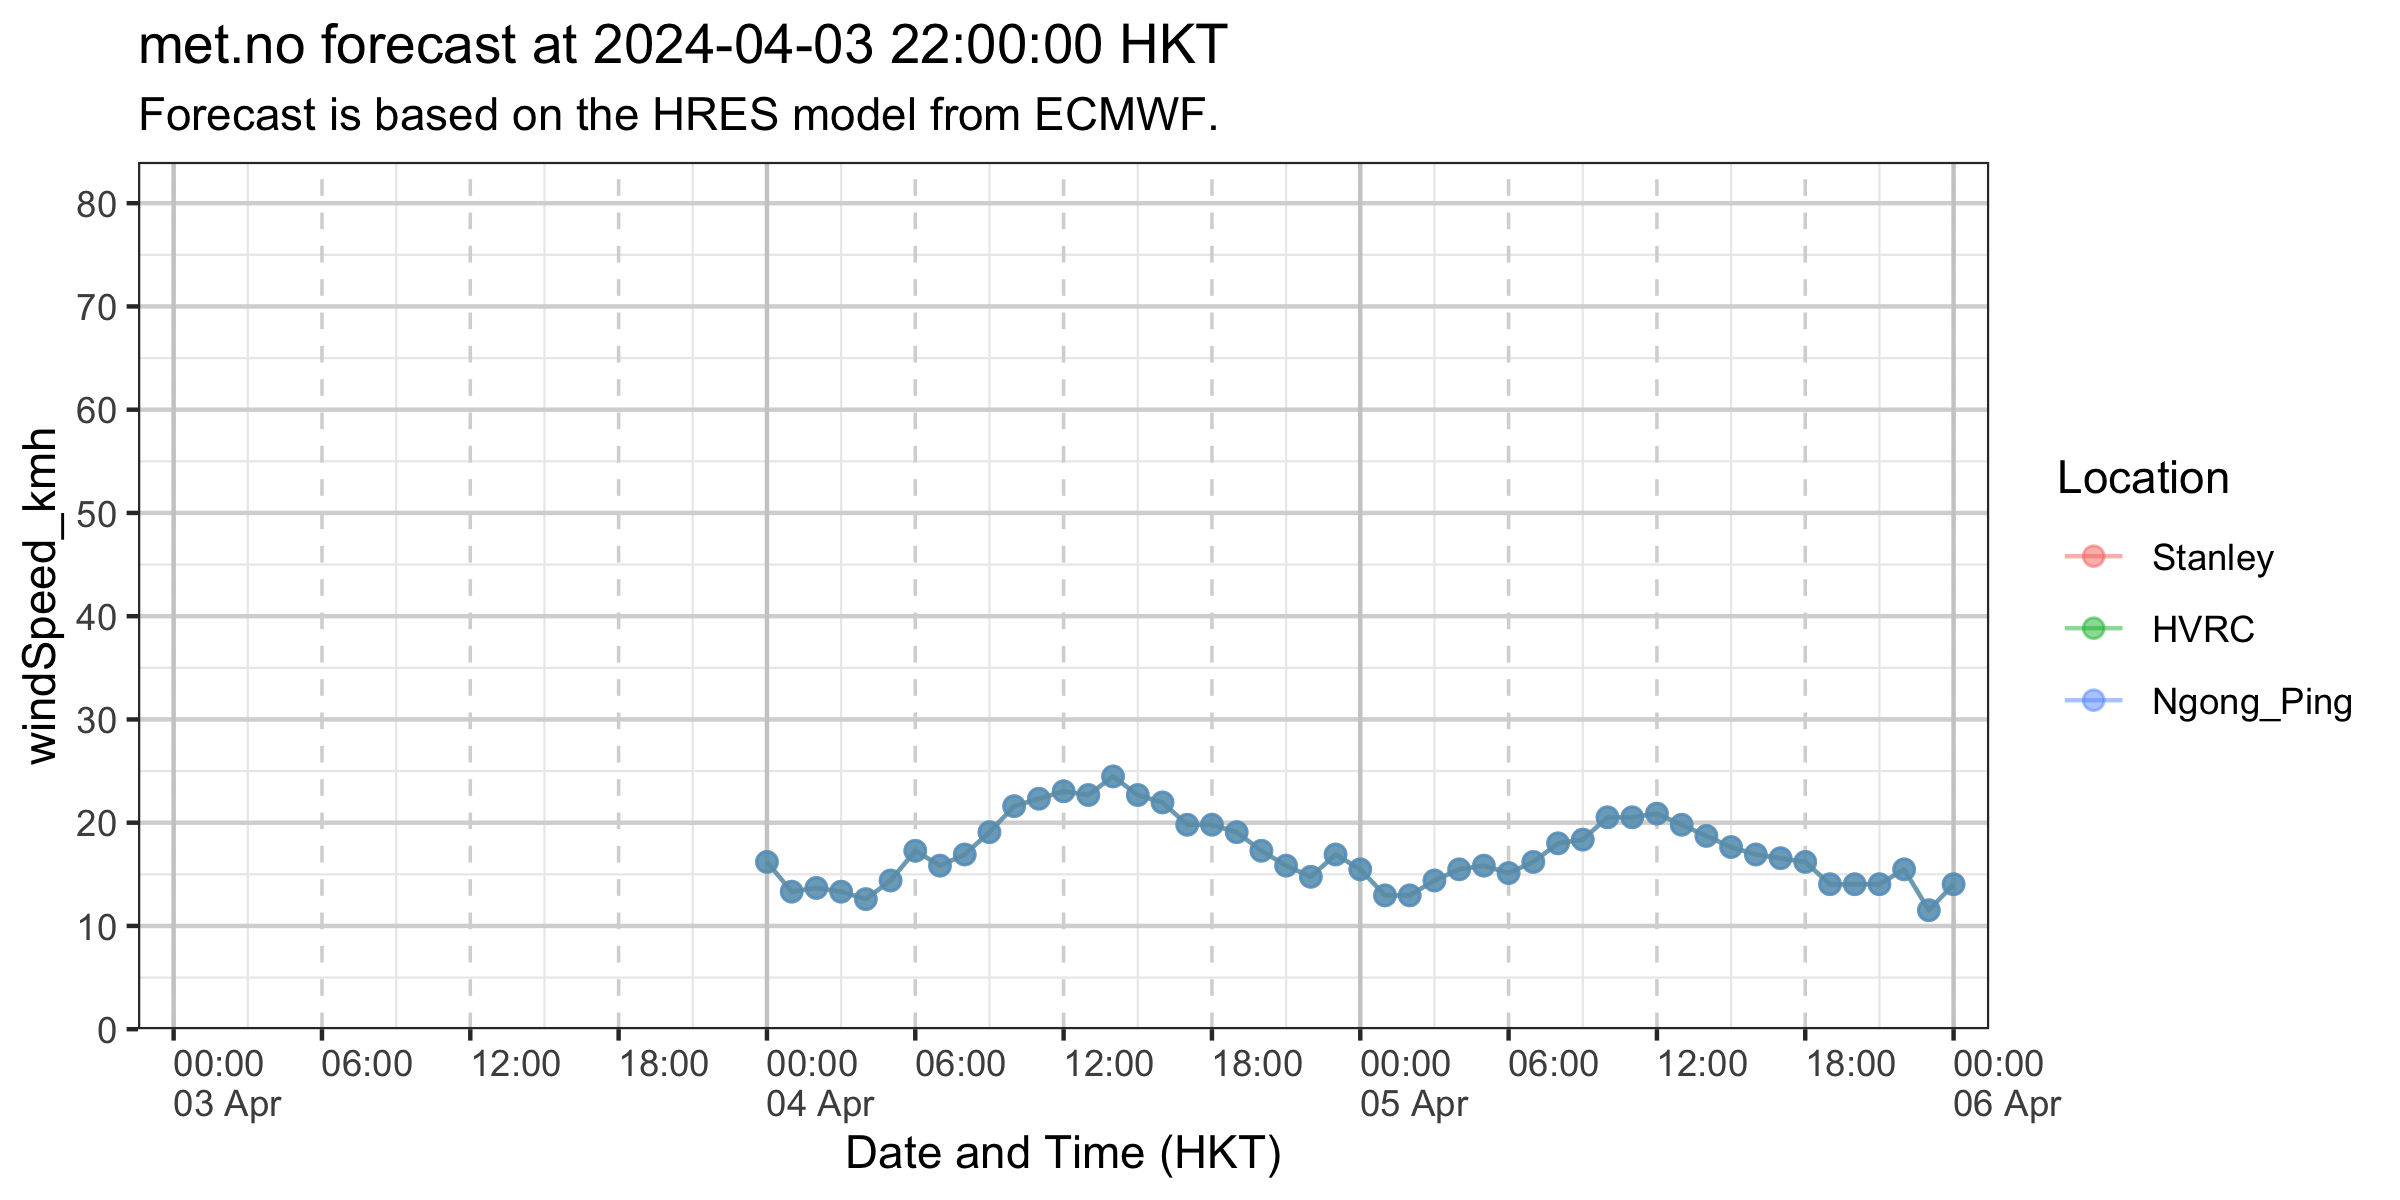 met.no forecast at 2024-04-03 22:00:00 HKT
Forecast is based on the HRES model from ECMWF.
windSpeed_kmh
80
70
60
50
40
30
20
10
0
00:00 06:00 12:00 18:00 00:00 06:00 12:00 18:00 00:00 06:00 12:00 18:00 00:00
03 Apr 04 Apr 05 Apr 06 Apr
Date and Time (HKT)
Location
Stanley
HVRC
Ngong_Ping